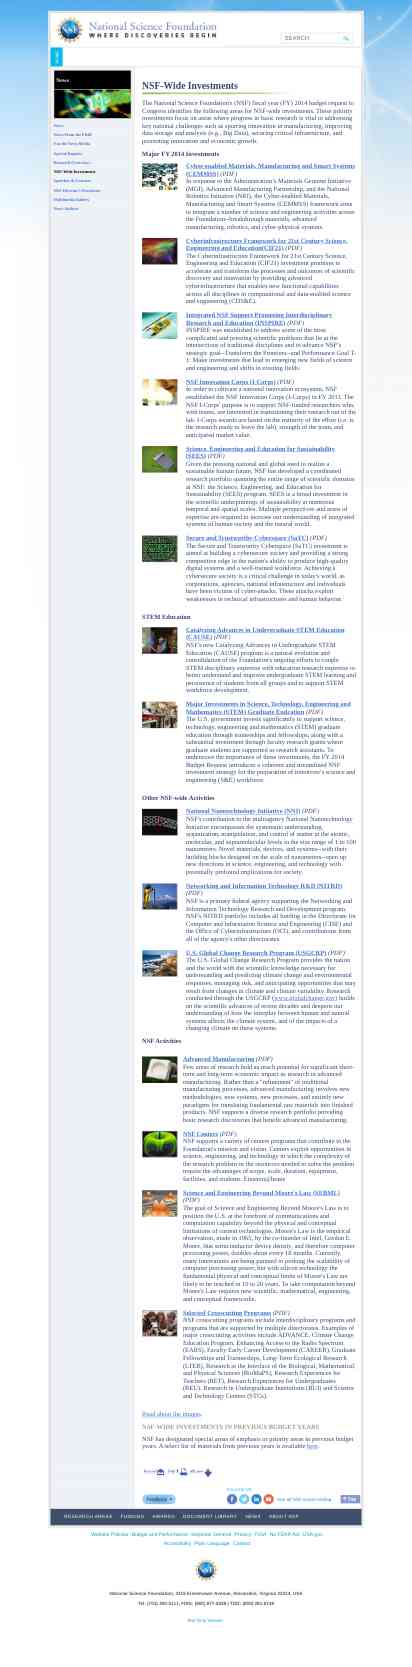 National Science Foundation
WHERE DISCOVERIES BEGIN
SEARCH
News
News
News From the Field
For the News Media
Special Reports
Research Overviews
NSF-Wide Investments
Speeches & Lectures
NSF Director's Newsroom
Multimedia Gallery
News Archive
NSF-Wide Investments
The National Science Foundation's (NSF) fiscal year (FY) 2014 budget request to
Congress identifies the following areas for NSF-wide investments. These priority
investments focus on areas where progress in basic research is vital to addressing
key national challenges such as spurring innovation in manufacturing, improving
data storage and analysis (e.g., Big Data), securing critical infrastructure, and
promoting innovation and economic growth.
Major FY 2014 Investments
Cyber-enabled Materials, Manufacturing and Smart Systems
(CEMMSS) (PDF)
In response to the Administration's Materials Genome Initiative
(MGI), Advanced Manufacturing Partnership, and the National
Robotics Initiative (NRI), the Cyber-enabled Materials,
Manufacturing and Smart Systems (CEMMSS) framework aims
to integrate a number of science and engineering activities across
the Foundation--breakthrough materials, advanced
manufacturing, robotics, and cyber-physical systems.
Cyberinfrastructure Framework for 21st Century Science,
Engineering and Education(CIF21) (PDF)
The Cyberinfrastructure Framework for 21st Century Science,
Engineering and Education (CIF21) investment promises to
accelerate and transform the processes and outcomes of scientific
discovery and innovation by providing advanced
cyberinfrastructure that enables new functional capabilities
across all disciplines in computational and data-enabled science
and engineering (CDS&E).
Integrated NSF Support Promoting Interdisciplinary
Research and Education (INSPIRE) (PDF)
INSPIRE was established to address some of the most
complicated and pressing scientific problems that lie at the
intersections of traditional disciplines and to advance NSF's
strategic goal--Transform the Frontiers--and Performance Goal T-
1: Make investments that lead to emerging new fields of science
and engineering and shifts in existing fields.
NSF Innovation Corps (I-Corps) (PDF)
In order to cultivate a national innovation ecosystem, NSF
established the NSF Innovation Corps (I-Corps) in FY 2011. The
NSF I-Corps' purpose is to support NSF-funded researchers who,
with teams, are interested in transitioning their research out of the
lab. I-Corps awards are based on the maturity of the effort (i.e. is
the research ready to leave the lab), strength of the team, and
anticipated market value.
Science, Engineering and Education for Sustainability
(SEES) (PDF)
Given the pressing national and global need to realize a
sustainable human future, NSF has developed a coordinated
research portfolio spanning the entire range of scientific domains
at NSF: the Science, Engineering, and Education for
Sustainability (SEES) program. SEES is a broad investment in
the scientific underpinnings of sustainability at numerous
temporal and spatial scales. Multiple perspectives and areas of
expertise are required to increase our understanding of integrated
systems of human society and the natural world.
Secure and Trustworthy Cyberspace (SaTC) (PDF)
The Secure and Trustworthy Cyberspace (SaTC) investment is
aimed at building a cybersecure society and providing a strong
competitive edge in the nation's ability to produce high-quality
digital systems and a well-trained workforce. Achieving a
cybersecure society is a critical challenge in today's world, as
corporations, agencies, national infrastructure and individuals
have been victims of cyber-attacks. These attacks exploit
weaknesses in technical infrastructures and human behavior.
STEM Education
Catalyzing Advances in Undergraduate STEM Education
(CAUSE) (PDF)
NSF's new Catalyzing Advances in Undergraduate STEM
Education (CAUSE) program is a natural evolution and
consolidation of the Foundation's ongoing efforts to couple
STEM disciplinary expertise with education research expertise to
better understand and improve undergraduate STEM learning and
persistence of students from all groups and to support STEM
workforce development.
Major Investments in Science, Technology, Engineering and
Mathematics (STEM) Graduate Eudcation (PDF)
The U.S. government invests significantly to support science,
technology, engineering and mathematics (STEM) graduate
education through traineeships and fellowships, along with a
substantial investment through faculty research grants where
graduate students are supported as research assistants. To
underscore the importance of these investments, the FY 2014
Budget Request introduces a coherent and streamlined NSF
investment strategy for the preparation of tomorrow's science and
engineering (S&E) workforce.
Other NSF-wide Activities
National Nanotechnology Initiative (NNI) (PDF)
NSF's contribution to the multiagency National Nanotechnology
Initiative encompasses the systematic understanding,
organization, manipulation, and control of matter at the atomic,
molecular, and supramolecular levels in the size range of 1 to 100
nanometers. Novel materials, devices, and systems--with their
building blocks designed on the scale of nanometers--open up
new directions in science, engineering, and technology with
potentially profound implications for society.
Networking and Information Technology R&D (NITRD)
(PDF)
NSF is a primary federal agency supporting the Networking and
Information Technology Research and Development program.
NSF's NITRD portfolio includes all funding in the Directorate for
Computer and Information Science and Engineering (CISE) and
the Office of Cyberinfrastructure (OCI), and contributions from
all of the agency's other directorates.
U.S. Global Change Research Program (USGCRP) (PDF)
The U.S. Global Change Research Program provides the nation
and the world with the scientific knowledge necessary for
understanding and predicting climate change and environmental
responses, managing risk, and anticipating opportunities that may
result from changes in climate and climate variability. Research
conducted through the USGCRP (www.globalchange.gov) builds
on the scientific advances of recent decades and deepens our
understanding of how the interplay between human and natural
systems affects the climate system, and of the impacts of a
changing climate on these systems.
NSF Activities
Advanced Manufacturing (PDF)
Few areas of research hold as much potential for significant short-
term and long-term economic impact as research in advanced
manufacturing. Rather than a "refinement" of traditional
manufacturing processes, advanced manufacturing involves new
methodologies, new systems, new processes, and entirely new
paradigms for translating fundamental raw materials into finished
products. NSF supports a diverse research portfolio providing
basic research discoveries that benefit advanced manufacturing.
NSF Centers (PDF)
NSF supports a variety of centers programs that contribute to the
Foundation's mission and vision. Centers exploit opportunities in
science, engineering, and technology in which the complexity of
the research problem or the resources needed to solve the problem
require the advantages of scope, scale, duration, equipment,
facilities, and students. Einstein@home
Science and Engineering Beyond Moore's Law (SEBML)
(PDF)
The goal of Science and Engineering Beyond Moore's Law is to
position the U.S. at the forefront of communications and
computation capability beyond the physical and conceptual
limitations of current technologies. Moore's Law is the empirical
observation, made in 1965, by the co-founder of Intel, Gordon E.
Moore, that semiconductor device density, and therefore computer
processing power, doubles about every 18 months. Currently,
many innovations are being pursued to prolong the scalability of
computer processing power, but with silicon technology the
fundamental physical and conceptual limits of Moore's Law are
likely to be reached in 10 to 20 years. To take computation beyond
Moore's Law requires new scientific, mathematical, engineering,
and conceptual frameworks.
Selected Crosscutting Programs (PDF)
NSF crosscutting programs include interdisciplinary programs and
programs that are supported by multiple directorates. Examples of
major crosscutting activities include ADVANCE, Climate Change
Education Program, Enhancing Access to the Radio Spectrum
(EARS), Faculty Early Career Development (CAREER), Graduate
Fellowships and Traineeships, Long-Term Ecological Research
(LTER), Research at the Interface of the Biological, Mathematical
and Physical Sciences (BioMaPS), Research Experiences for
Teachers (RET), Research Experiences for Undergraduates
(REU), Research in Undergraduate Institutions (RUI) and Science
and Technology Centers (STCs).
Read about the images.
NSF-WIDE INVESTMENTS IN PREVIOUS BUDGET YEARS
NSF has designated special areas of emphasis or priority areas in previous budget
years. A select list of materials from previous years is available here.
FOLLOW US
Feedback
See all NSF social media
Top
RESEARCH AREAS FUNDING AWARDS DOCUMENT LIBRARY NEWS ABOUT NSF
Website Policies Budget and Performance Inspector General Privacy FOIA No FEAR Act USA.gov
Accessibility Plain Language Contact
National Science Foundation, 2415 Eisenhower Avenue, Alexandria, Virginia 22314, USA
Tel: (703) 292-5111, FIRS: (800) 877-8339 | TDD: (800) 281-8749
Text Only Version